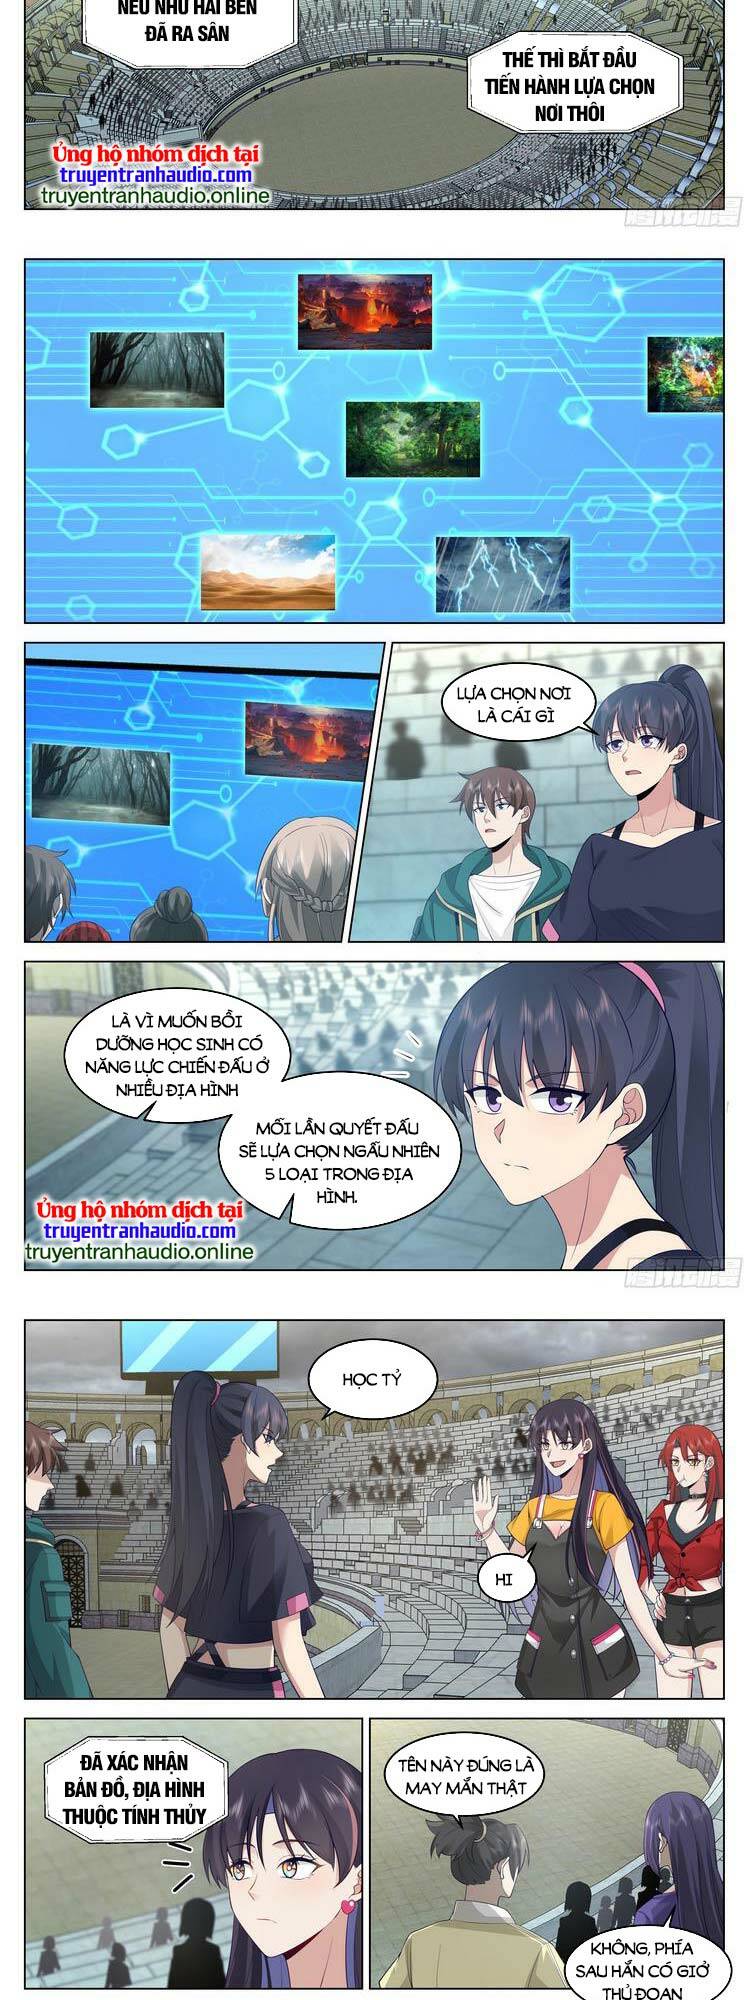 NẾU NHƯ HAI BÊN
ĐÃ RA SÂN
THẾ THÌ BẮT ĐẦU
TIẾN HÀNH LỰA CHỌN
NƠI THÔI
Ủng hộ nhóm dịch tại
truyentranhaudio.com
truyentranhaudio.online
LỰA CHỌN NƠI
LÀ CÁI GÌ
LÀ VÌ MUỐN BỒI
DƯỠNG HỌC SINH CÓ
NĂNG LỰC CHIẾN ĐẤU Ở
NHIỀU ĐỊA HÌNH
MỐI LẦN QUYẾT ĐẤU
SẼ LỰA CHỌN NGẪU NHIÊN
5 LOẠI TRONG ĐỊA
HÌNH.
Ủng hộ nhóm dịch tại
truyentranhaudio.com
truyentranhaudio.online
HỌC TỶ
HI
ĐÃ XÁC NHẬN
BẢN ĐỒ, ĐỊA HÌNH
THUỘC TÍNH THỦY
TÊN NÀY ĐÚNG LÀ
MAY MẮN THẬT
KHÔNG, PHÍA
SAU HẮN CÓ GIỞ
THỦ ĐOẠN